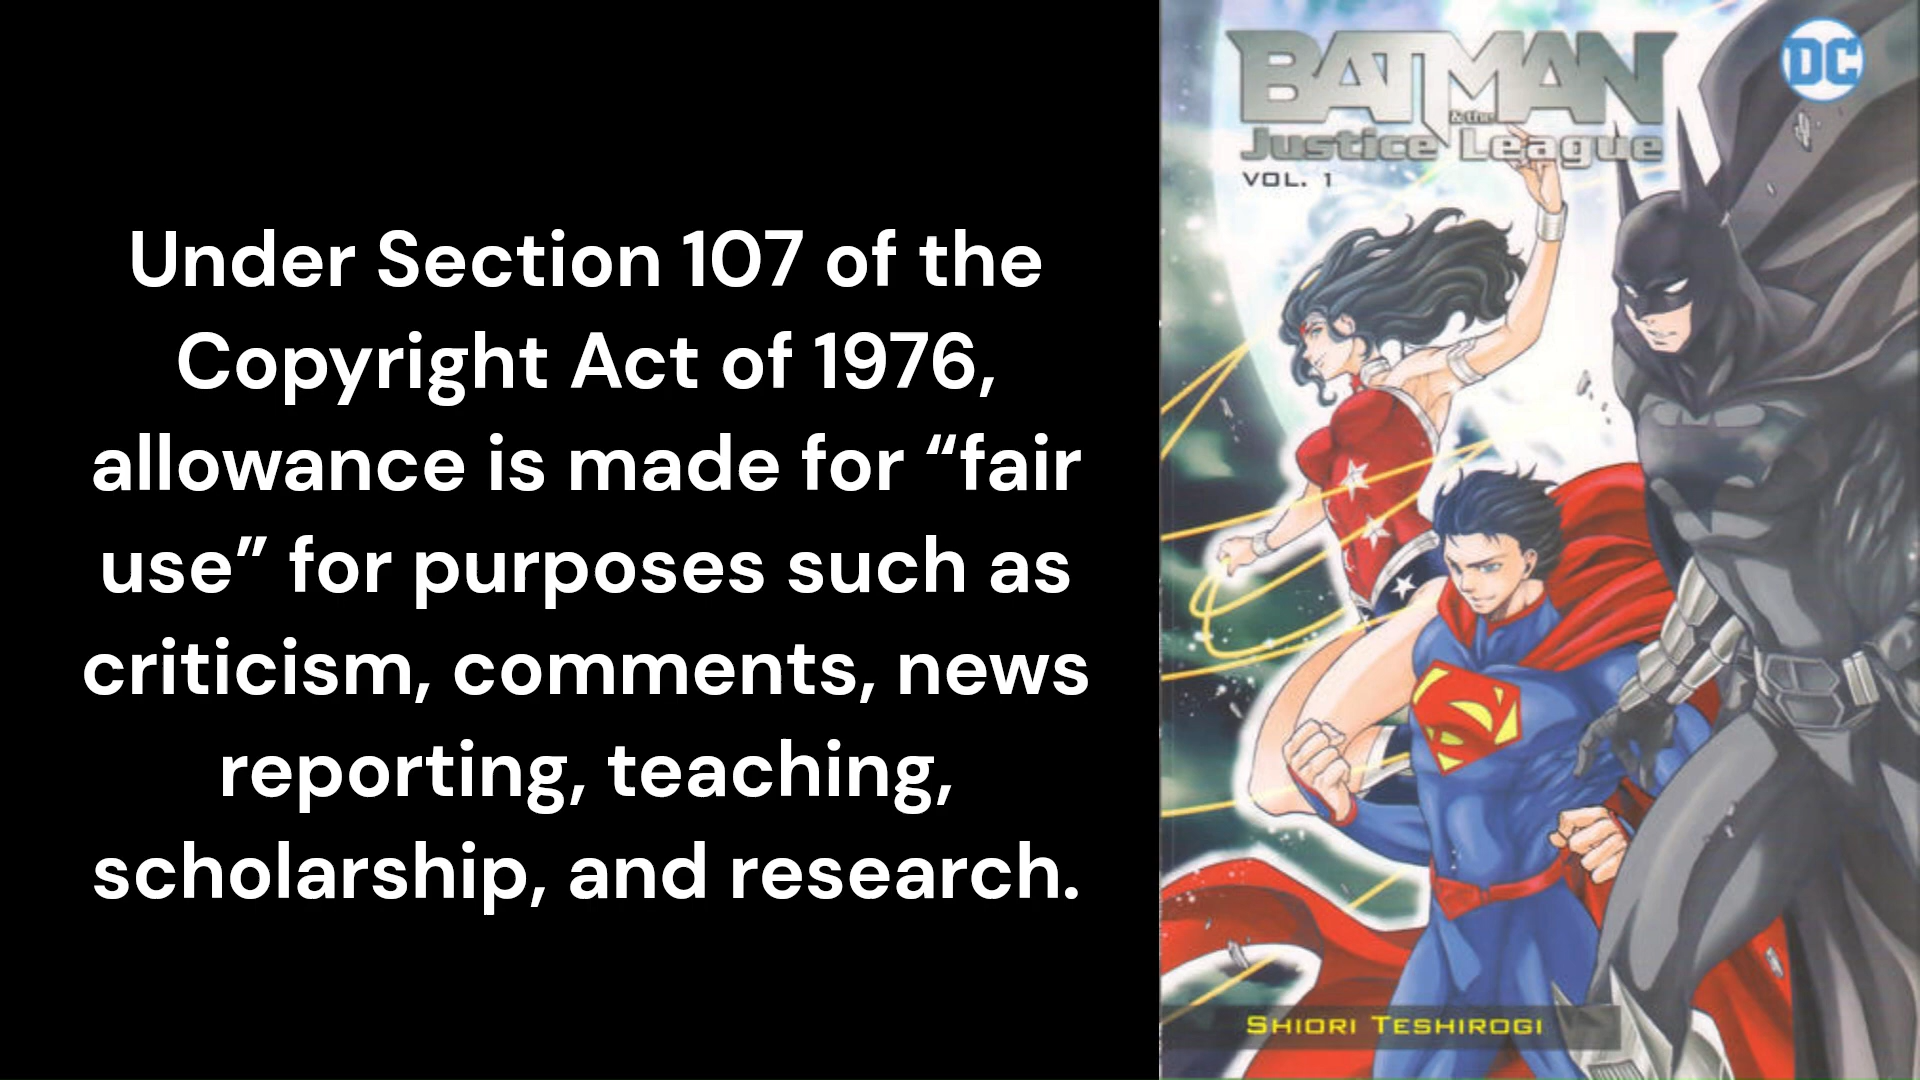 Under Section 107 of the
Copyright Act of 1976,
allowance is made for “fair
use” for purposes such as
criticism, comments, news
reporting, teaching,
scholarship, and research.
BATMAN
& the
Justice League
VOL. 1
DC
SHIORI TESHIROGI